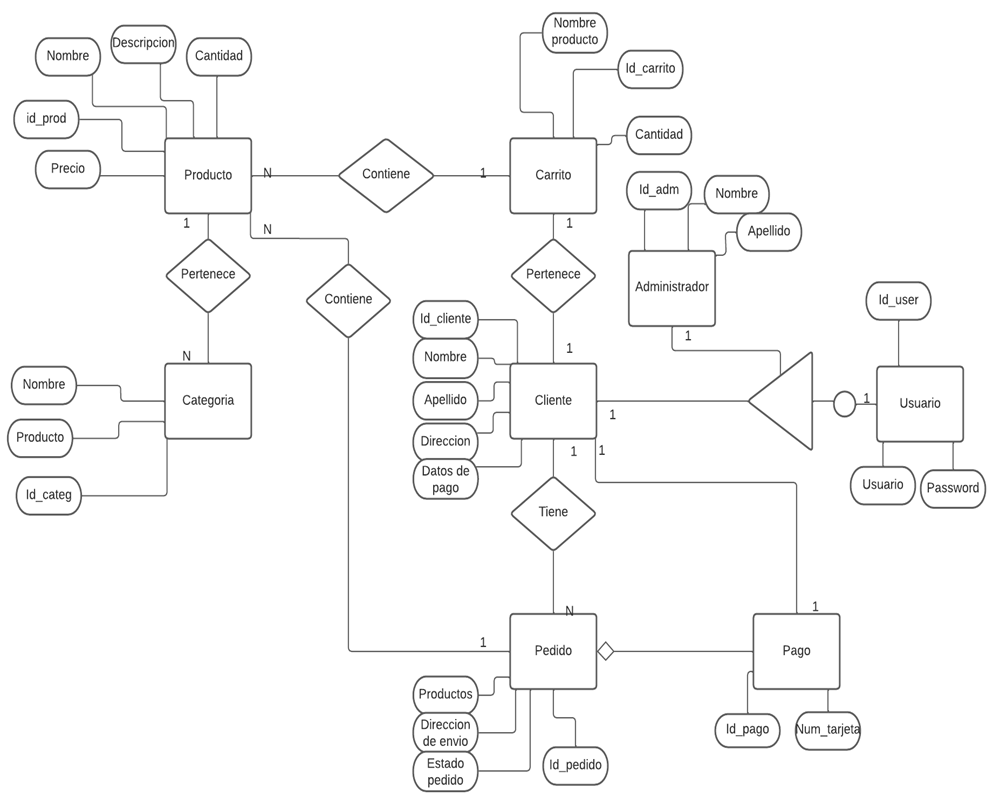 Nombre
producto
Descripcion
Nombre
Cantidad
Id_carrito
id_prod
Cantidad
Precio
Producto
N
Contiene
1
Carrito
Id_adm
Nombre
1
N
1
Apellido
Pertenece
Pertenece
Administrador
Contiene
Id_user
Id_cliente
1
N
1
Nombre
Nombre
Categoria
Apellido
Cliente
1
1
Usuario
Producto
Direccion
1
1
Datos de
pago
Id_categ
Usuario
Password
Tiene
N
1
1
Pedido
Pago
Productos
Direccion
de envio
Id_pago
Num_tarjeta
Estado
pedido
Id_pedido